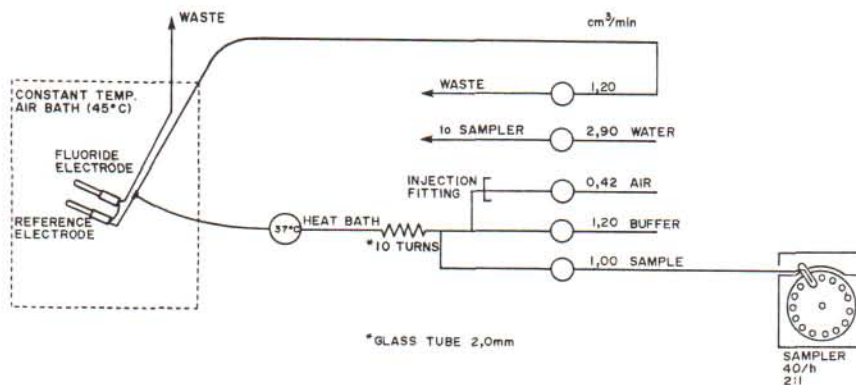 WASTE
cm³/min
CONSTANT TEMP.
AIR BATH (45°C)
WASTE
1,20
to SAMPLER
2,90 WATER
FLUORIDE
ELECTRODE
INJECTION
FITTING
0,42 AIR
REFERENCE
ELECTRODE
37°C
HEAT BATH
1,20 BUFFER
*10 TURNS
1,00 SAMPLE
*GLASS TUBE 2,0mm
SAMPLER
40/h
2:1